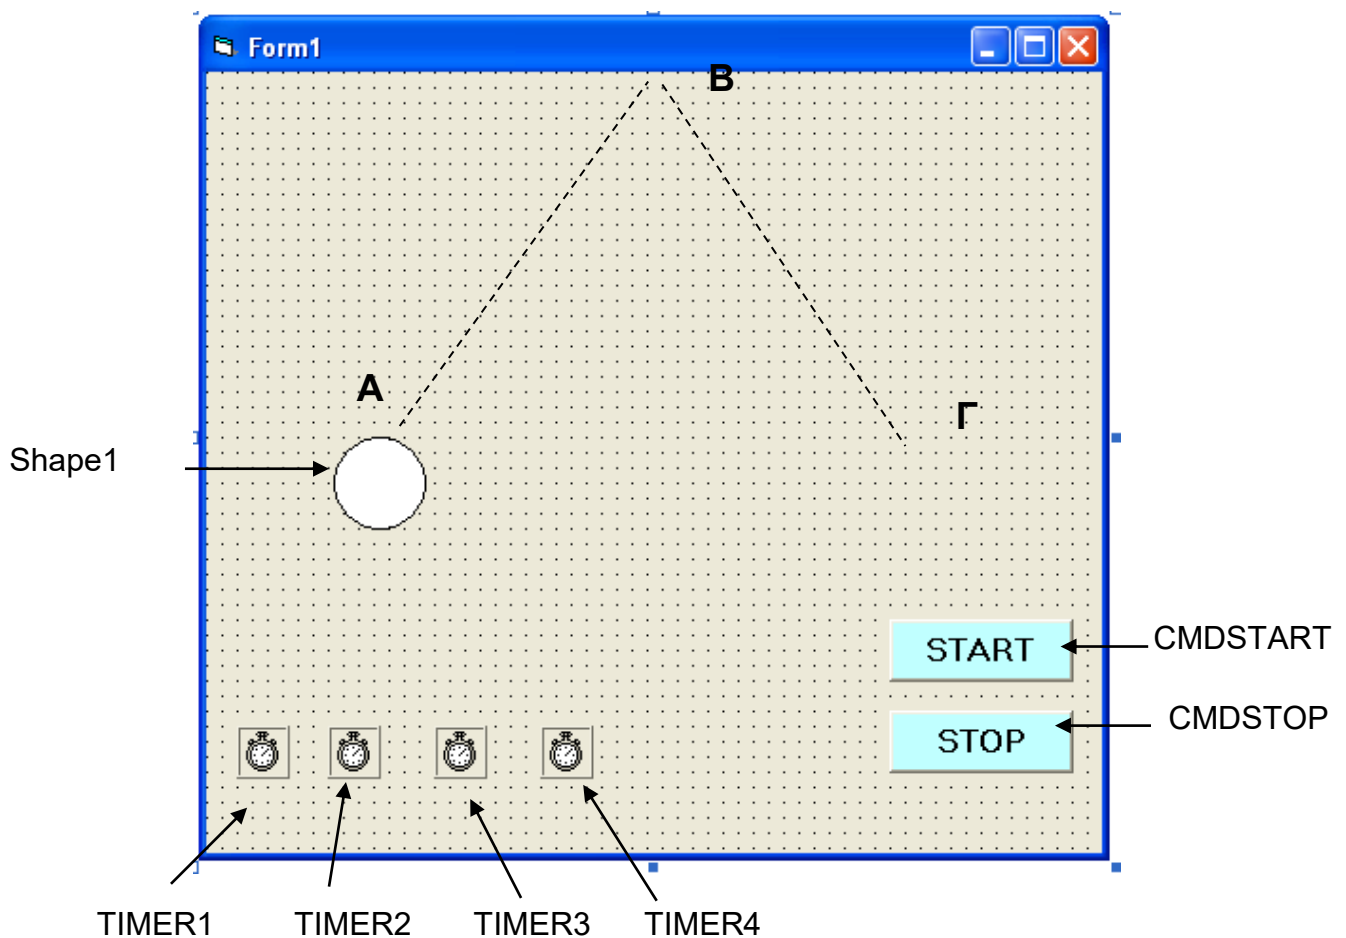 Form1
Β
Α
Γ
Shape1
START
CMDSTART
STOP
CMDSTOP
TIMER1 TIMER2 TIMER3 TIMER4